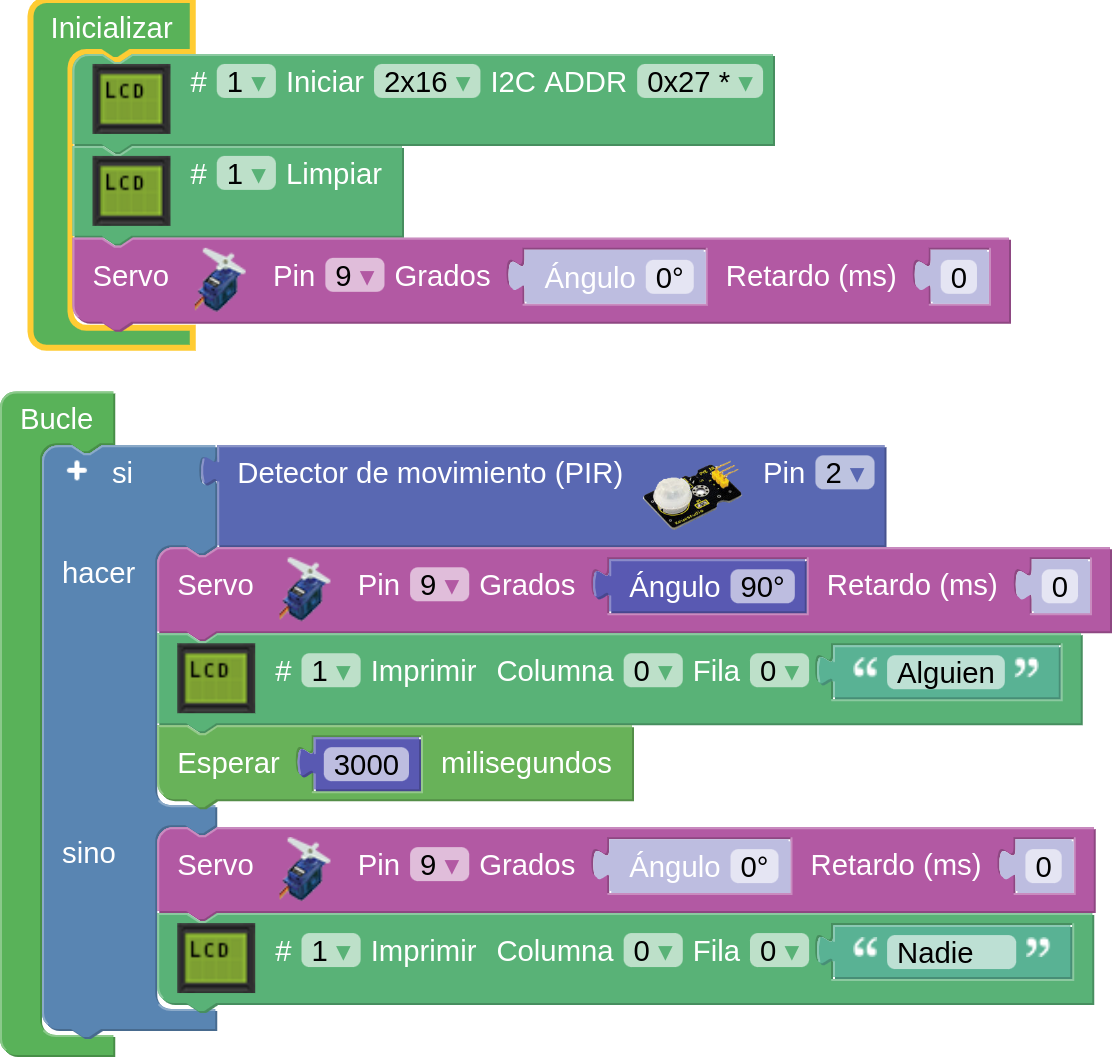 Inicializar
LCD # 1 ▾ Iniciar 2x16 ▾ I2C ADDR 0x27 * ▾
LCD # 1 ▾ Limpiar
Servo Pin 9 ▾ Grados Ángulo 0° Retardo (ms) 0
Bucle
si Detector de movimiento (PIR) Pin 2 ▾
hacer Servo Pin 9 ▾ Grados Ángulo 90° Retardo (ms) 0
LCD # 1 ▾ Imprimir Columna 0 ▾ Fila 0 ▾ “ Alguien ”
Esperar 3000 milisegundos
sino Servo Pin 9 ▾ Grados Ángulo 0° Retardo (ms) 0
LCD # 1 ▾ Imprimir Columna 0 ▾ Fila 0 ▾ “ Nadie ”